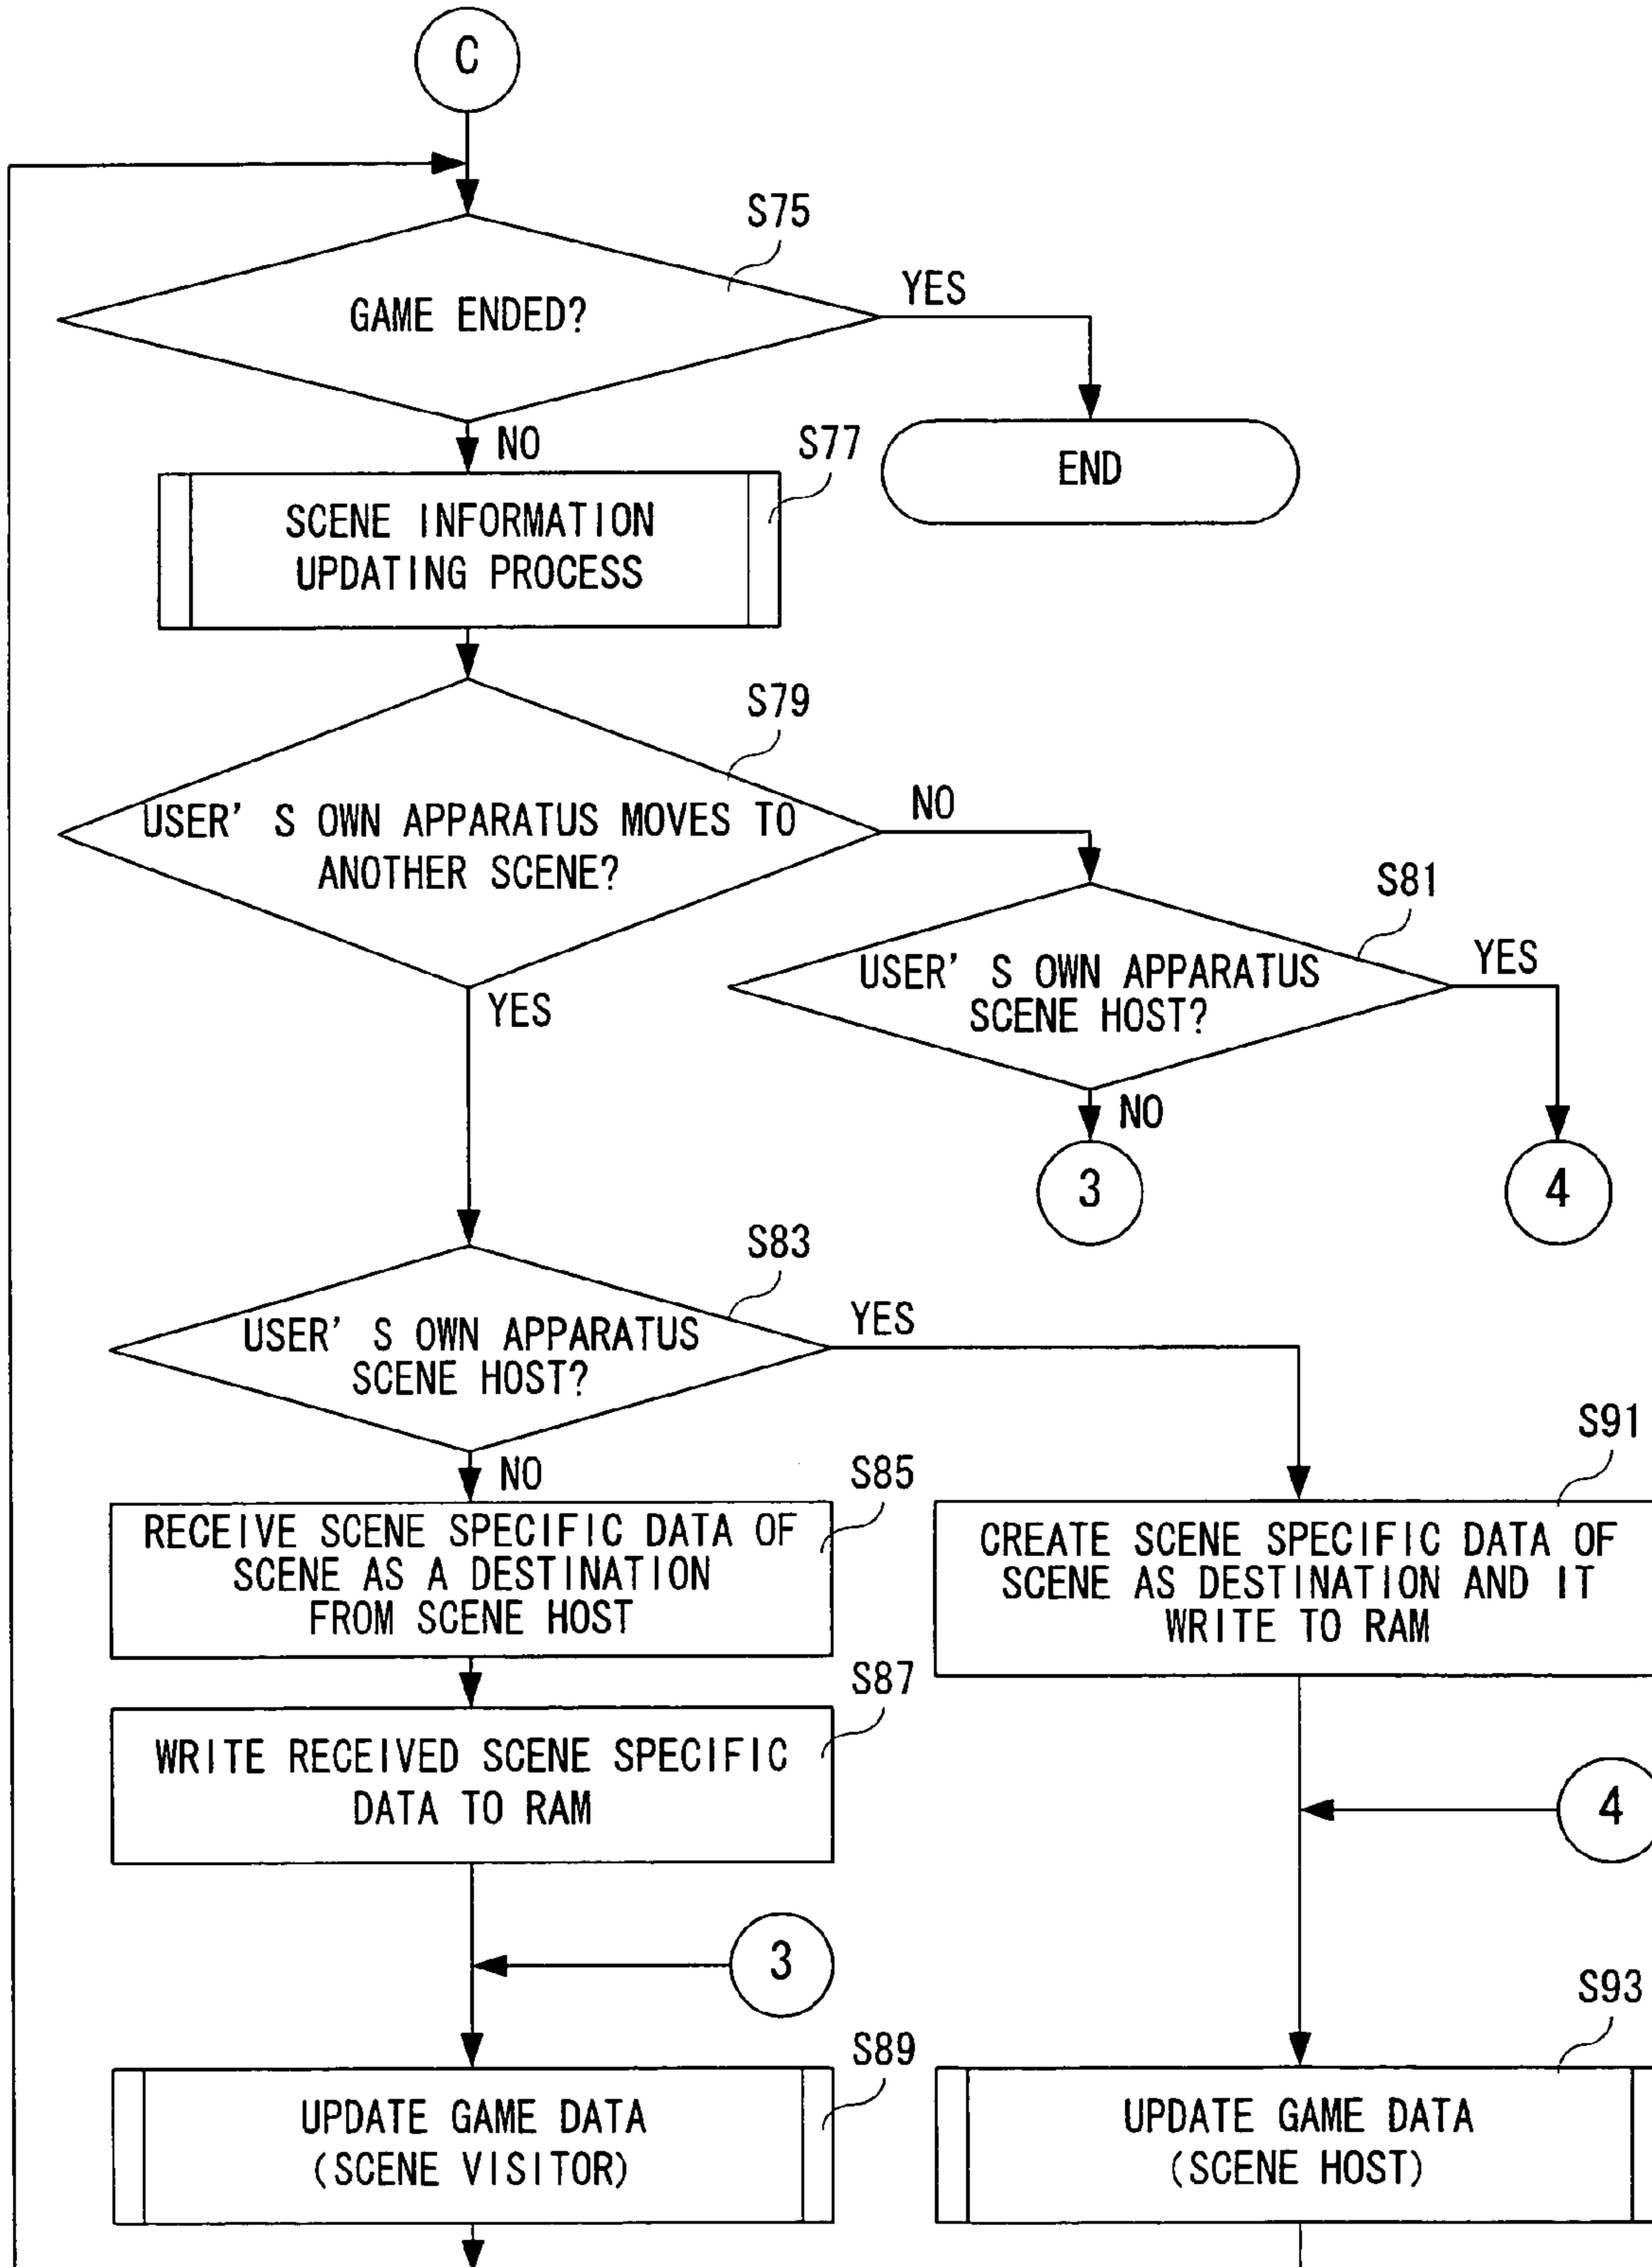 C
S75
GAME ENDED?
YES
NO
END
S77
SCENE INFORMATION
UPDATING PROCESS
S79
USER' S OWN APPARATUS MOVES TO
ANOTHER SCENE?
NO
YES
S81
USER' S OWN APPARATUS
SCENE HOST?
YES
NO
3
4
S83
USER' S OWN APPARATUS
SCENE HOST?
YES
NO
S85
RECEIVE SCENE SPECIFIC DATA OF
SCENE AS A DESTINATION
FROM SCENE HOST
S91
CREATE SCENE SPECIFIC DATA OF
SCENE AS DESTINATION AND IT
WRITE TO RAM
S87
WRITE RECEIVED SCENE SPECIFIC
DATA TO RAM
4
3
S89
UPDATE GAME DATA
(SCENE VISITOR)
S93
UPDATE GAME DATA
(SCENE HOST)